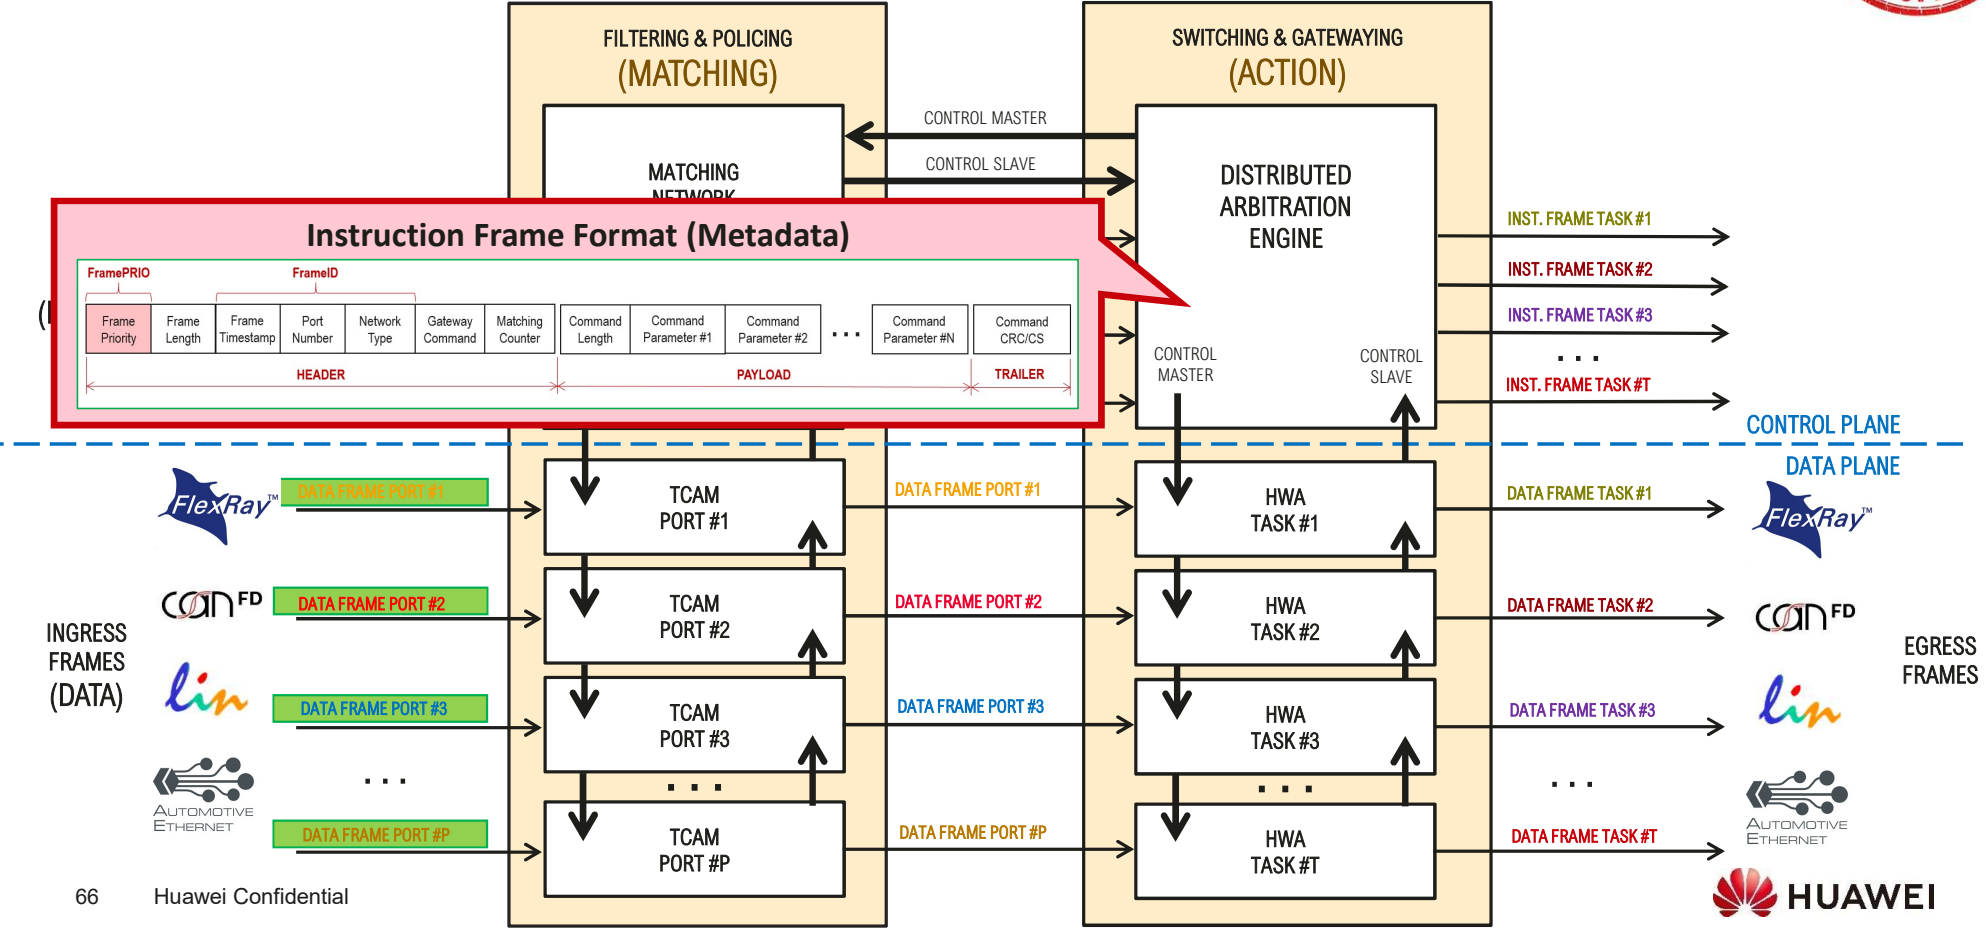 FILTERING & POLICING
(MATCHING)
SWITCHING & GATEWAYING
(ACTION)
CONTROL MASTER
CONTROL SLAVE
MATCHING
NETWORK
DISTRIBUTED
ARBITRATION
ENGINE
INST. FRAME TASK #1
INST. FRAME TASK #2
INST. FRAME TASK #3
. . .
INST. FRAME TASK #T
CONTROL
MASTER
CONTROL
SLAVE
Instruction Frame Format (Metadata)
FramePRIO
FrameID
Frame
Priority
Frame
Length
Frame
Timestamp
Port
Number
Network
Type
Gateway
Command
Matching
Counter
Command
Length
Command
Parameter #1
Command
Parameter #2
. . .
Command
Parameter #N
Command
CRC/CS
HEADER
PAYLOAD
TRAILER
CONTROL PLANE
DATA PLANE
INGRESS
FRAMES
(DATA)
FlexRay™
DATA FRAME PORT #1
TCAM
PORT #1
DATA FRAME PORT #1
HWA
TASK #1
DATA FRAME TASK #1
FlexRay™
CAN FD
DATA FRAME PORT #2
TCAM
PORT #2
DATA FRAME PORT #2
HWA
TASK #2
DATA FRAME TASK #2
CAN FD
lin
DATA FRAME PORT #3
TCAM
PORT #3
DATA FRAME PORT #3
HWA
TASK #3
DATA FRAME TASK #3
lin
. . .
. . .
. . .
. . .
AUTOMOTIVE
ETHERNET
DATA FRAME PORT #P
TCAM
PORT #P
DATA FRAME PORT #P
HWA
TASK #T
DATA FRAME TASK #T
AUTOMOTIVE
ETHERNET
EGRESS
FRAMES
66
Huawei Confidential
HUAWEI